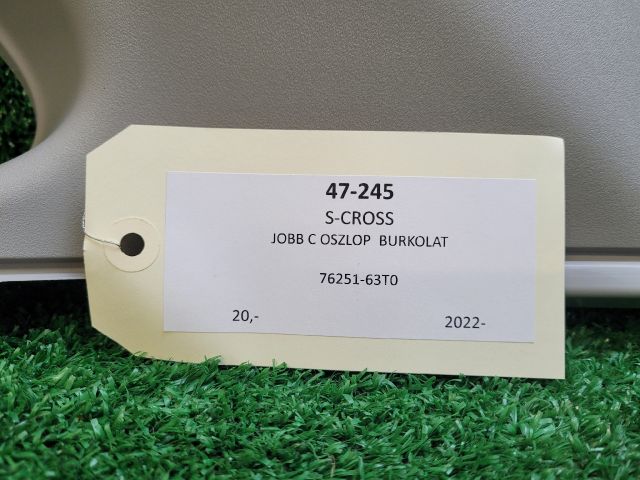 47-245
S-CROSS
JOBB C OSZLOP BURKOLAT
76251-63T0
20,- 2022-